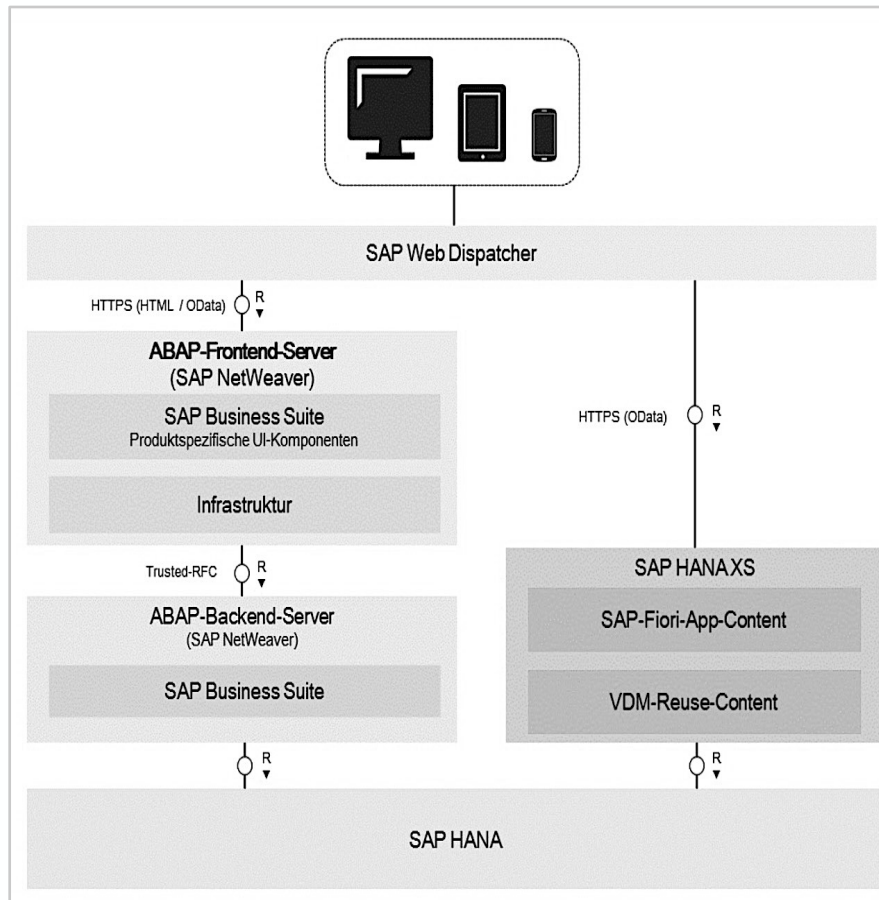 SAP Web Dispatcher
HTTPS (HTML / OData)
R
ABAP-Frontend-Server
(SAP NetWeaver)
SAP Business Suite
Produktspezifische UI-Komponenten
Infrastruktur
HTTPS (OData)
R
Trusted-RFC
R
ABAP-Backend-Server
(SAP NetWeaver)
SAP Business Suite
SAP HANA XS
SAP-Fiori-App-Content
VDM-Reuse-Content
R
R
SAP HANA